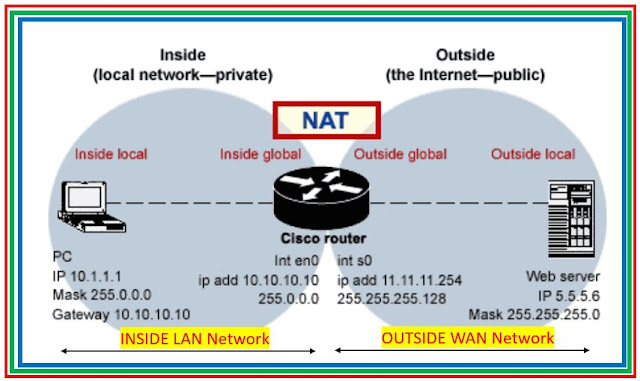 Inside
(local network—private)
Outside
(the Internet—public)
NAT
Inside local
Inside global
Outside global
Outside local
Cisco router
PC
IP 10.1.1.1
Mask 255.0.0.0
Gateway 10.10.10.10
Int en0
ip add 10.10.10.10
255.0.0.0
int s0
ip add 11.11.11.254
255.255.255.128
Web server
IP 5.5.5.6
Mask 255.255.255.0
INSIDE LAN Network
OUTSIDE WAN Network